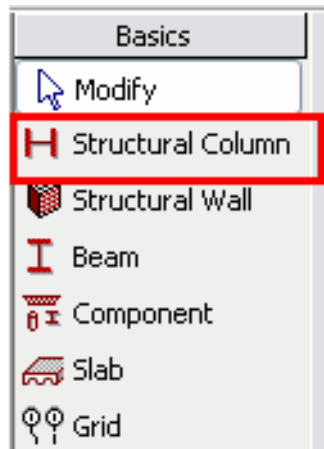 Basics
Modify
Structural Column
Structural Wall
Beam
Component
Slab
Grid